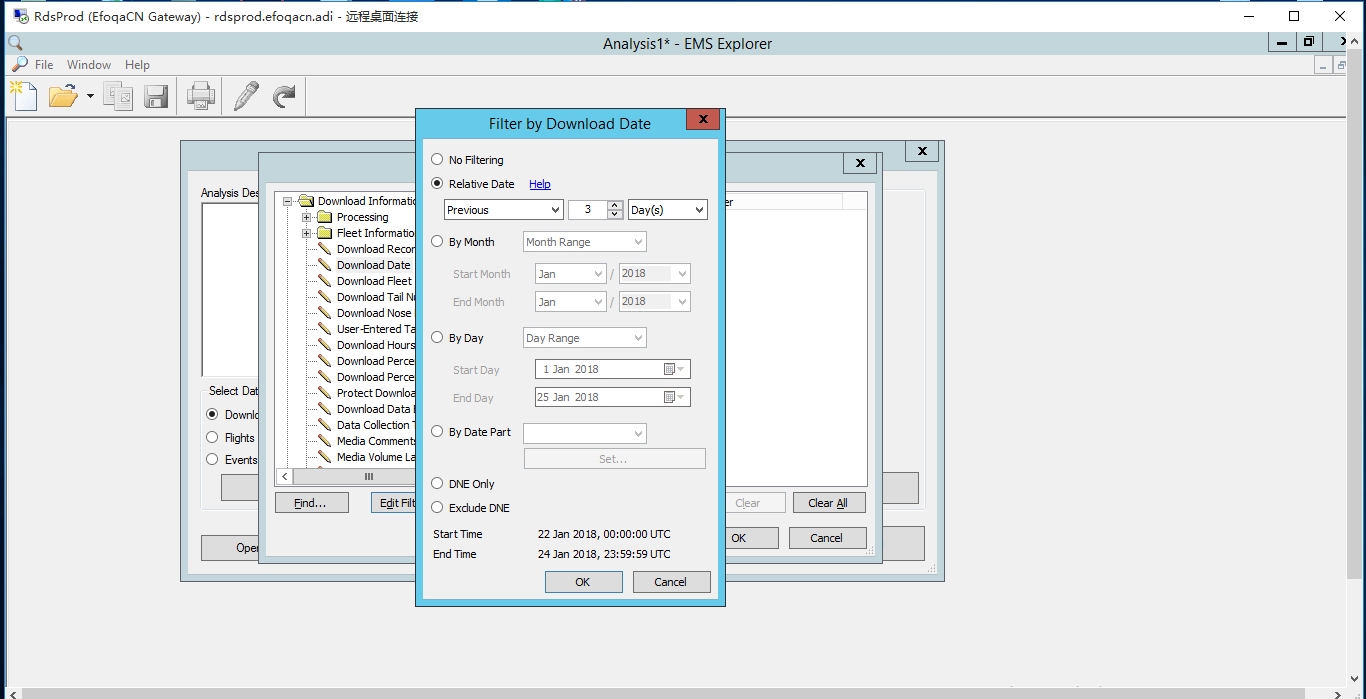 RdsProd (EfoqaCN Gateway) - rdsprod.efoqacn.adi - 远程桌面连接
Analysis1* - EMS Explorer
File Window Help
Filter by Download Date
No Filtering
Relative Date Help
Previous 3 Day(s)
By Month Month Range
Start Month Jan / 2018
End Month Jan / 2018
By Day Day Range
Start Day 1 Jan 2018
End Day 25 Jan 2018
By Date Part
Set...
DNE Only
Exclude DNE
Start Time 22 Jan 2018, 00:00:00 UTC
End Time 24 Jan 2018, 23:59:59 UTC
OK Cancel
Analysis Des
Select Dat
Downlo
Flights
Events
Oper
Download Informatio
Processing
Fleet Informatio
Download Recor
Download Date
Download Fleet
Download Tail Nu
Download Nose
User-Entered Ta
Download Hours
Download Perce
Download Perce
Protect Downloa
Download Data
Data Collection T
Media Comments
Media Volume La
Find... Edit Filt
er
Clear Clear All
OK Cancel